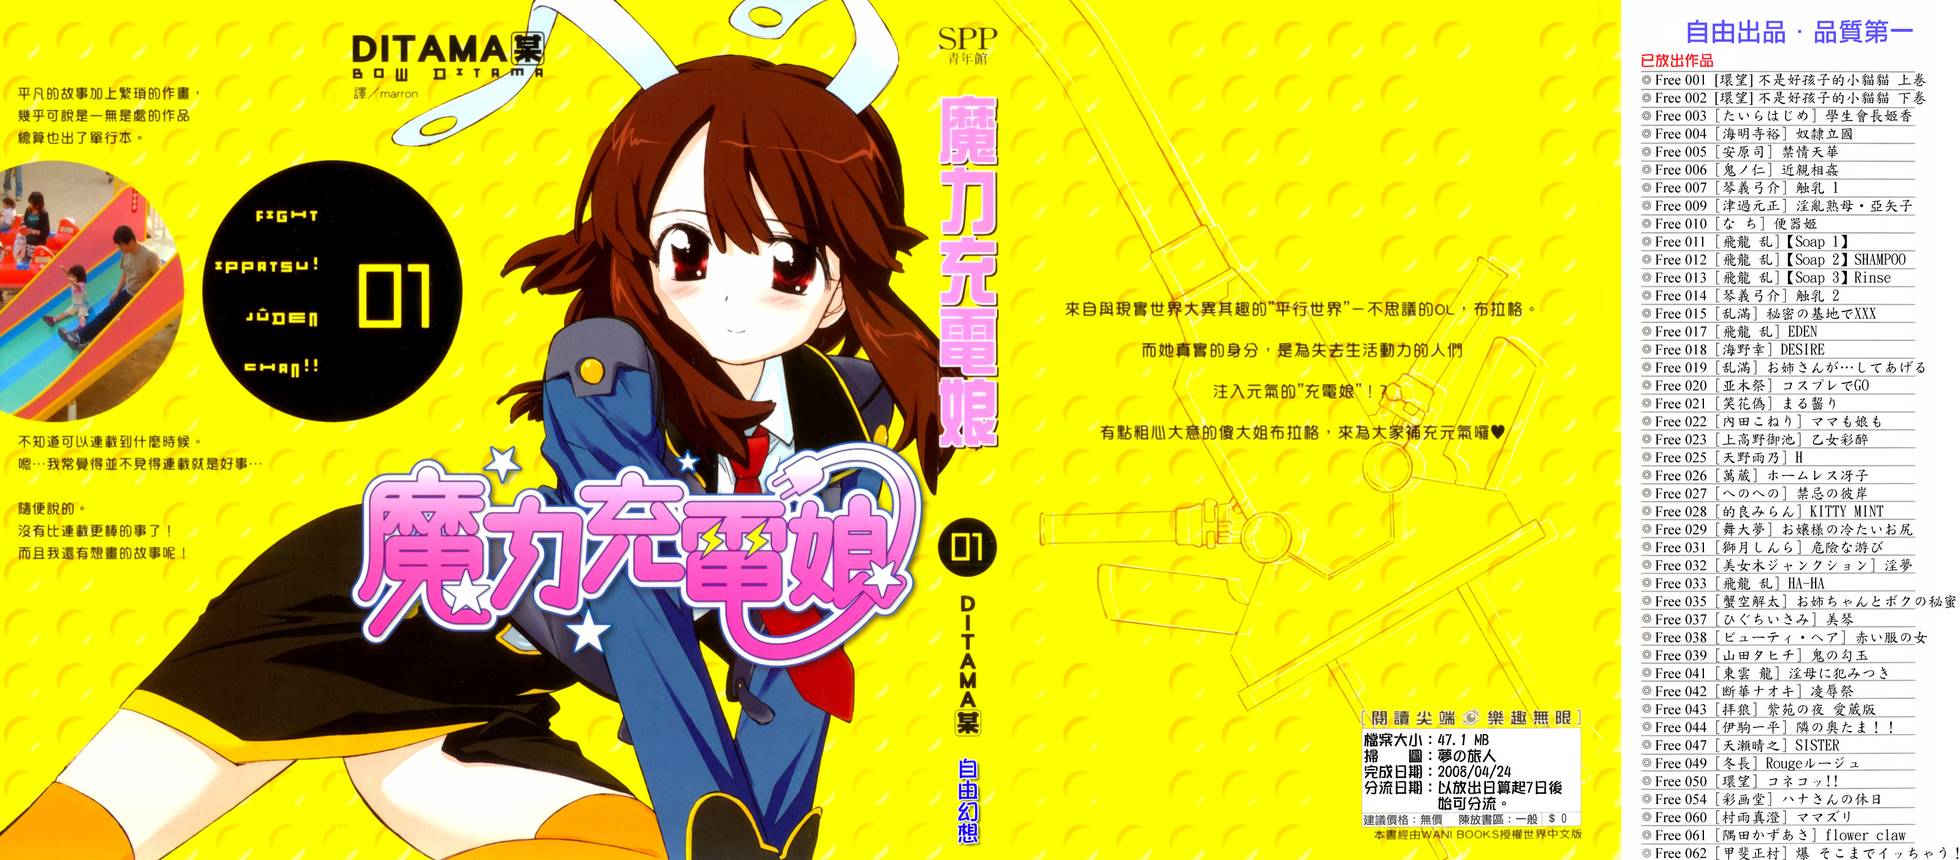 平凡的故事加上繁瑣的作畫，
幾乎可說是一無是處的作品
總算也出了單行本。
DITAMA某
BOW DITAMA
譯／marron
FIGHT
IPPATSU!
JŪDEN
CHAN!!
01
不知道可以連載到什麼時候。
嗯…我常覺得並不見得連載就是好事…
隨便說的。
沒有比連載更棒的事了！
而且我還有想畫的故事呢！
魔力充電娘
SPP
青年館
魔力充電娘
01
DITAMA某
自由幻想
來自與現實世界大異其趣的"平行世界"－不思議的OL，布拉格。
而她真實的身分，是為失去生活動力的人們
注入元氣的"充電娘"！？
有點粗心大意的傻大姐布拉格，來為大家補充元氣囉♥
[閱讀尖端 樂趣無限]
檔案大小：47.1 MB
掃　　圖：夢の旅人
完成日期：2008/04/24
分流日期：以放出日算起7日後
始可分流。
建議價格：無價　陳放書區：一般　$ 0
本書經由WANI BOOKS授權世界中文版
自由出品．品質第一
已放出作品
◎Free 001 [環望] 不是好孩子的小貓貓 上卷
◎Free 002 [環望] 不是好孩子的小貓貓 下卷
◎Free 003 [たいらはじめ] 學生會長姬香
◎Free 004 [海明寺裕] 奴隸立國
◎Free 005 [安原司] 禁情天華
◎Free 006 [鬼ノ仁] 近親相姦
◎Free 007 [琴義弓介] 触乳 1
◎Free 009 [津過元正] 淫亂熟母・亞矢子
◎Free 010 [な ち] 便器姬
◎Free 011 [飛龍 乱]【Soap 1】
◎Free 012 [飛龍 乱]【Soap 2】SHAMPOO
◎Free 013 [飛龍 乱]【Soap 3】Rinse
◎Free 014 [琴義弓介] 触乳 2
◎Free 015 [乱満] 秘密の基地でXXX
◎Free 017 [飛龍 乱] EDEN
◎Free 018 [海野幸] DESIRE
◎Free 019 [乱満] お姉さんが…してあげる
◎Free 020 [並木祭] コスプレでGO
◎Free 021 [笑花偽] まる齧り
◎Free 022 [內田こねり] ママも娘も
◎Free 023 [上高野御池] 乙女彩醉
◎Free 025 [天野雨乃] H
◎Free 026 [萬蔵] ホームレス冴子
◎Free 027 [へのへの] 禁忌の彼岸
◎Free 028 [的良みらん] KITTY MINT
◎Free 029 [舞大夢] お嬢様の冷たいお尻
◎Free 031 [獅月しんら] 危険な游び
◎Free 032 [美女木ジャンクション] 淫夢
◎Free 033 [飛龍 乱] HA-HA
◎Free 035 [蟹空解太] お姉ちゃんとボクの秘蜜
◎Free 037 [ひぐちいさみ] 美琴
◎Free 038 [ビューティ・ヘア] 赤い服の女
◎Free 039 [山田タヒチ] 鬼の勾玉
◎Free 041 [東雲 龍] 淫母に犯みつき
◎Free 042 [断華ナオキ] 凌辱祭
◎Free 043 [拝狼] 紫苑の夜 愛蔵版
◎Free 044 [伊駒一平] 隣の奥たま！！
◎Free 047 [天瀬晴之] SISTER
◎Free 049 [冬長] Rougeルージュ
◎Free 050 [環望] コネコッ!!
◎Free 054 [彩画堂] ハナさんの休日
◎Free 060 [村雨真澄] ママズリ
◎Free 061 [隅田かずあさ] flower claw
◎Free 062 [甲斐正村] 爆 そこまでイッちゃう！